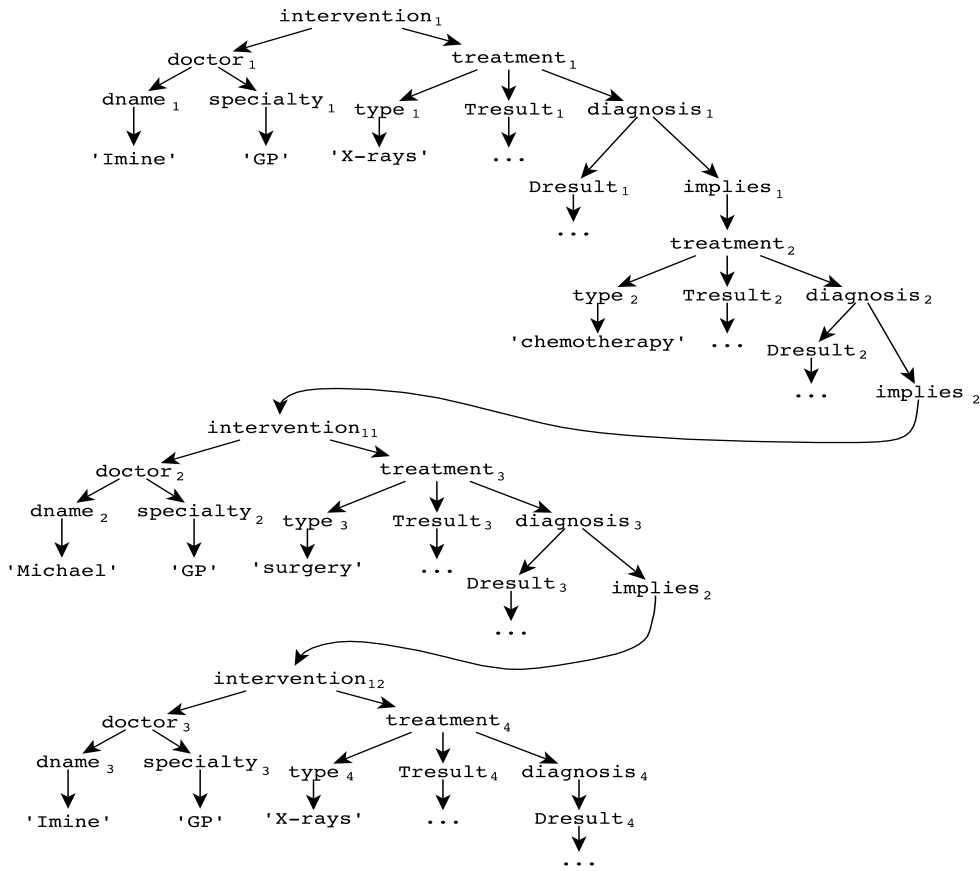 intervention₁
doctor₁ treatment₁
dname₁ specialty₁ type₁ Tresult₁ diagnosis₁
'Imine' 'GP' 'X-rays' ...
Dresult₁ implies₁
...
treatment₂
type₂ Tresult₂ diagnosis₂
'chemotherapy' ... Dresult₂
... implies₂
intervention₁₁
doctor₂ treatment₃
dname₂ specialty₂ type₃ Tresult₃ diagnosis₃
'Michael' 'GP' 'surgery' ...
Dresult₃ implies₂
...
intervention₁₂
doctor₃ treatment₄
dname₃ specialty₃ type₄ Tresult₄ diagnosis₄
'Imine' 'GP' 'X-rays' ... Dresult₄
...